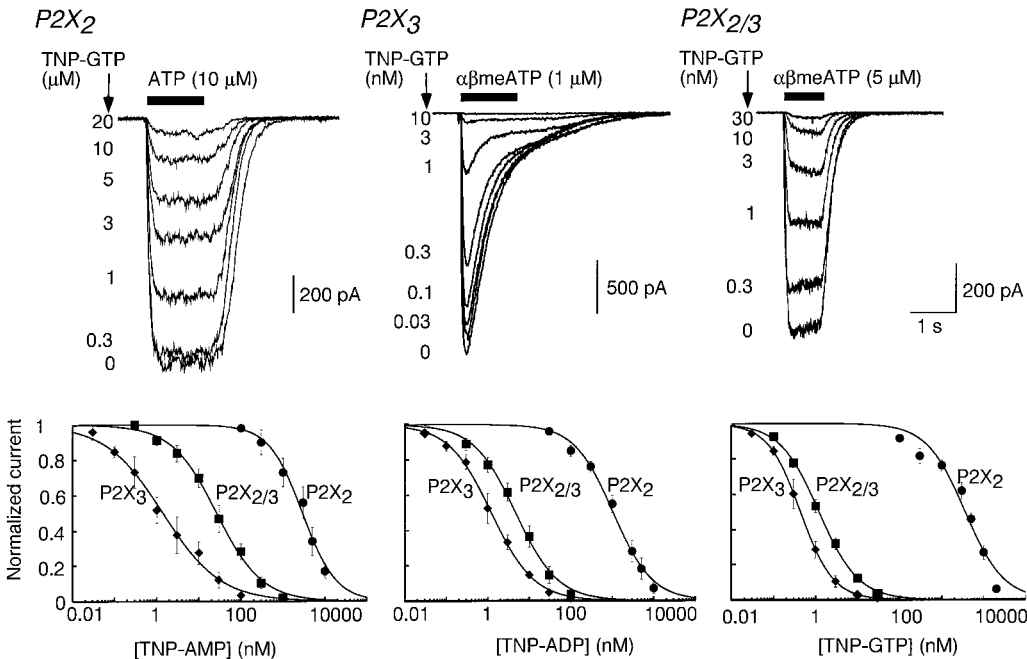 P2X2 P2X3 P2X2/3
TNP-GTP (μM) ATP (10 μM)
20
10
5
3
1
0.3
0
200 pA
TNP-GTP (nM) αβmeATP (1 μM)
10
3
1
0.3
0.1
0.03
0
500 pA
TNP-GTP (nM) αβmeATP (5 μM)
30
10
3
1
0.3
0
200 pA
1 s
Normalized current
1
0.8
0.6
0.4
0.2
0
P2X3 P2X2/3 P2X2
0.01 1 100 10000
[TNP-AMP] (nM)
P2X3 P2X2/3 P2X2
0.01 1 100 10000
[TNP-ADP] (nM)
P2X3 P2X2/3 P2X2
0.01 1 100 10000
[TNP-GTP] (nM)